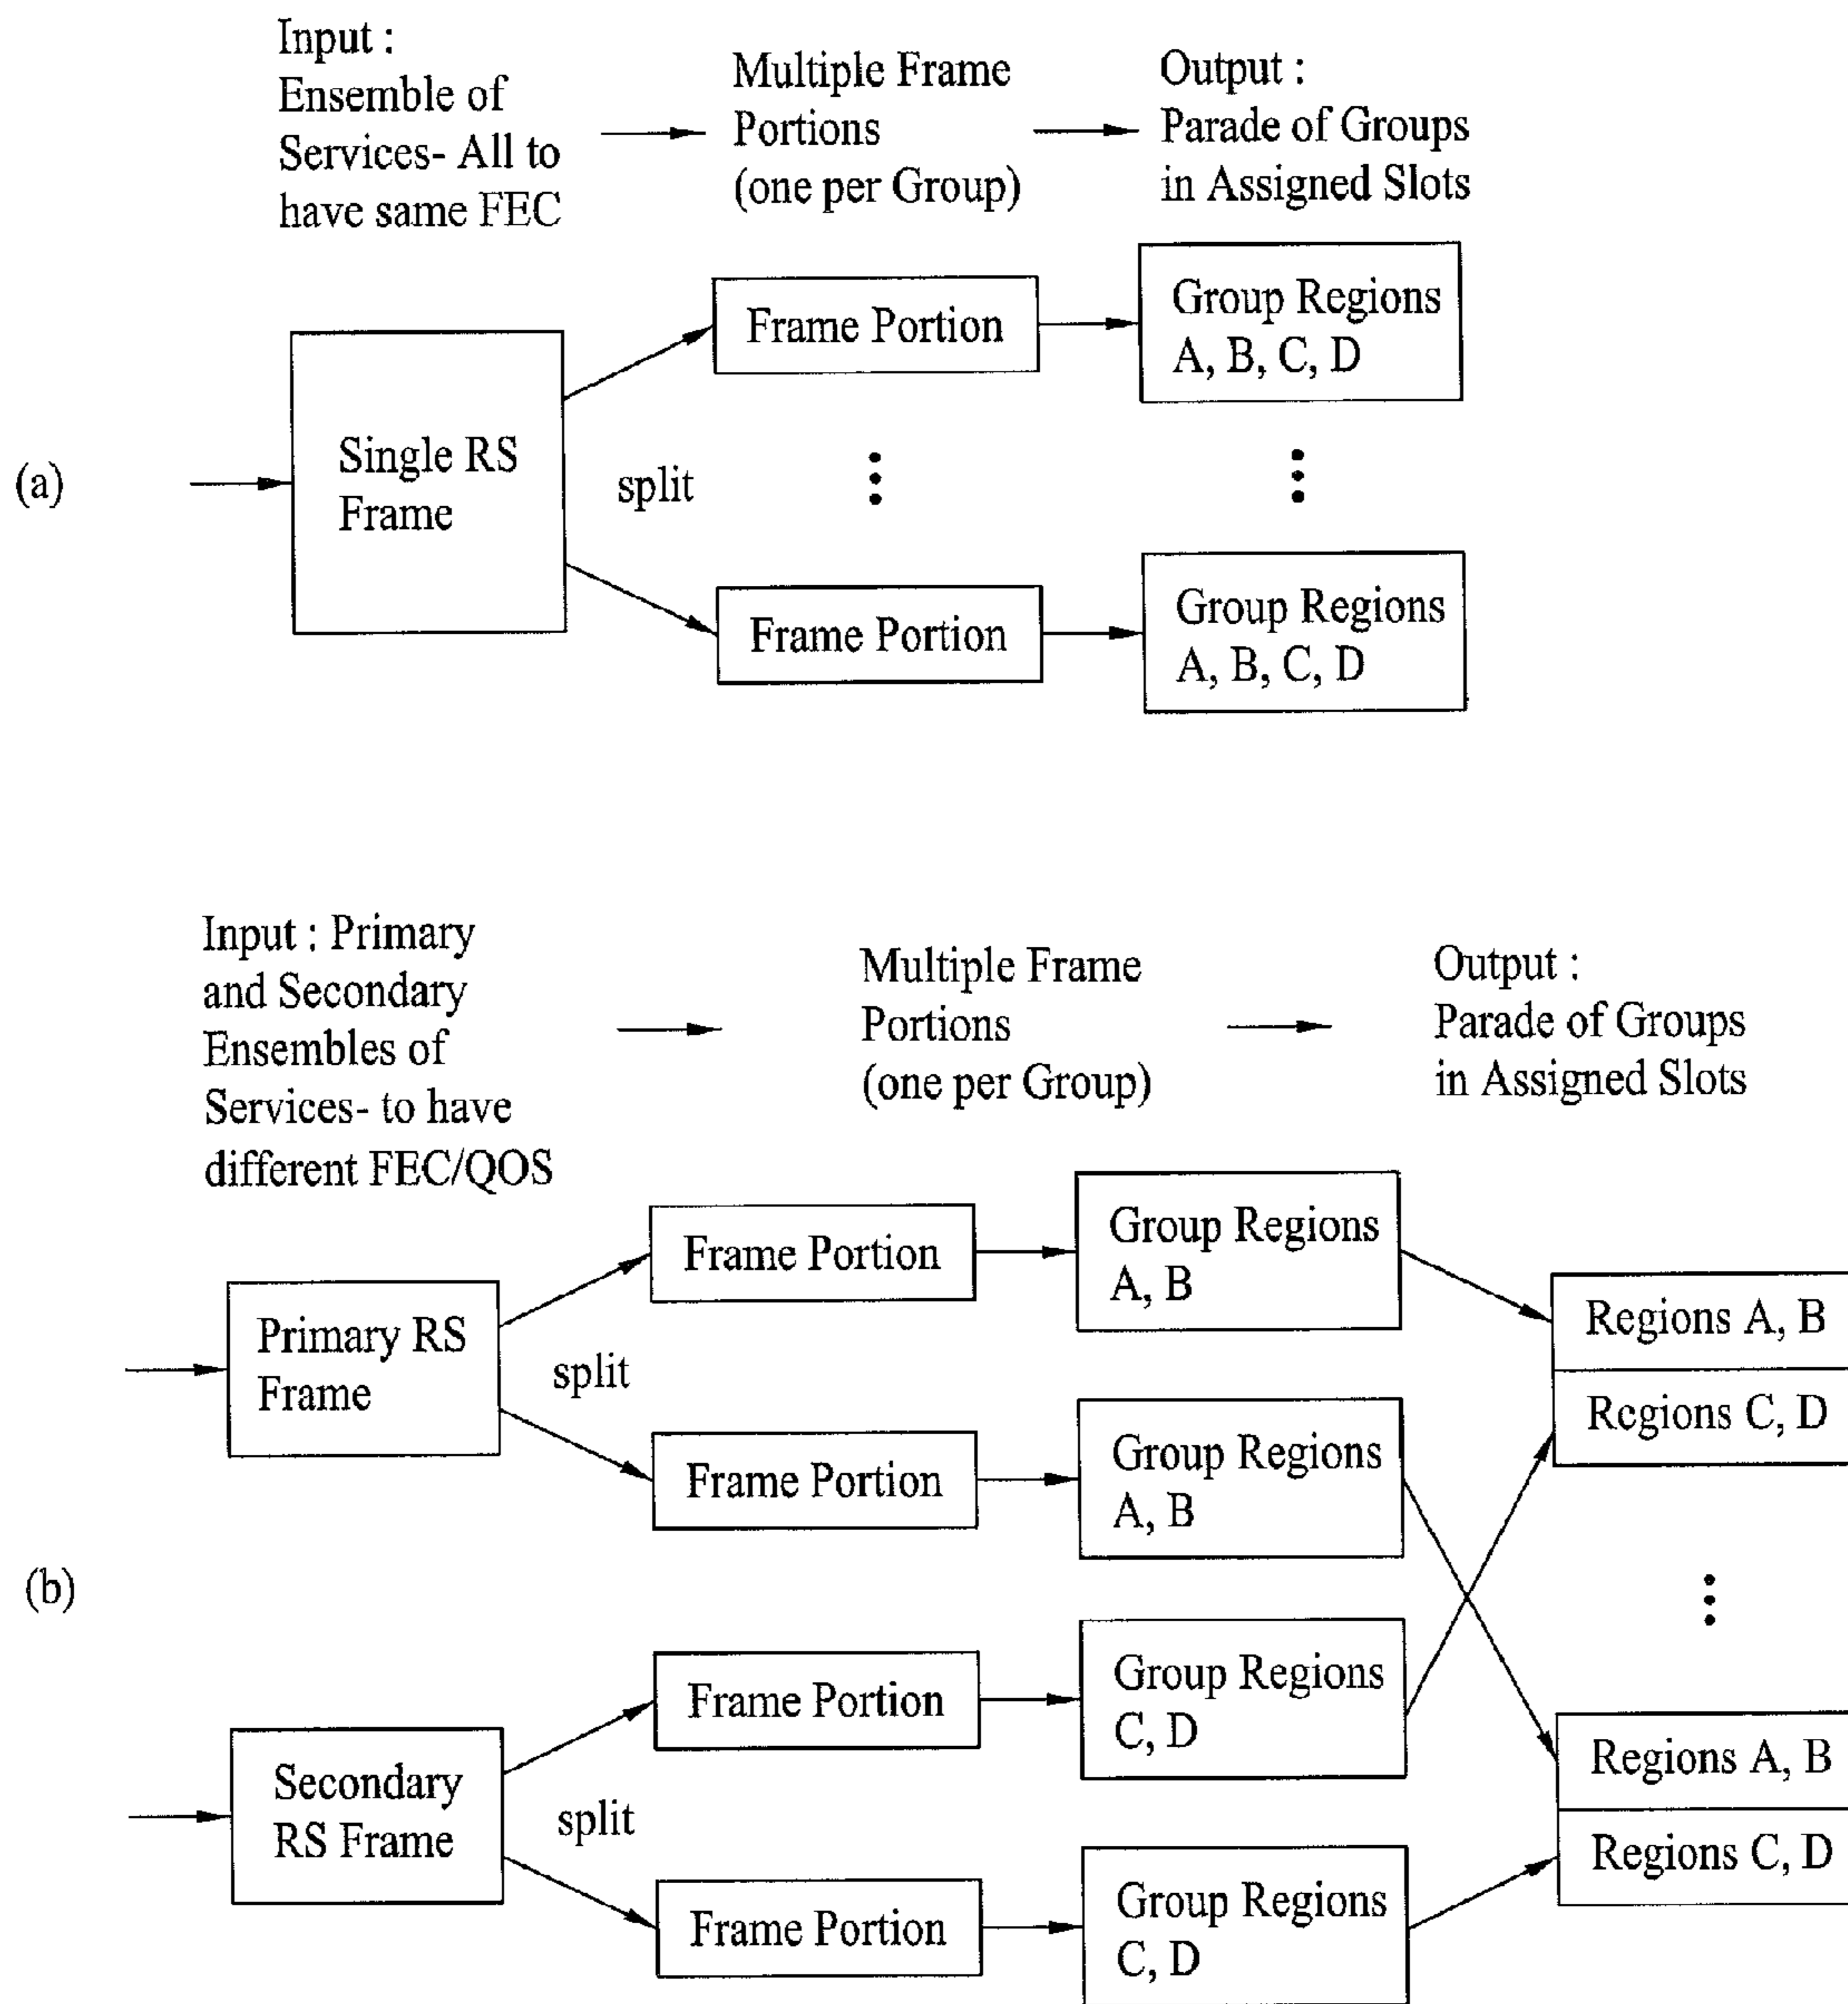 Input :
Ensemble of
Services- All to
have same FEC
Multiple Frame
Portions
(one per Group)
Output :
Parade of Groups
in Assigned Slots
(a)
Single RS
Frame
split
Frame Portion
Group Regions
A, B, C, D
Frame Portion
Group Regions
A, B, C, D
Input : Primary
and Secondary
Ensembles of
Services- to have
different FEC/QOS
Multiple Frame
Portions
(one per Group)
Output :
Parade of Groups
in Assigned Slots
(b)
Primary RS
Frame
split
Frame Portion
Group Regions
A, B
Frame Portion
Group Regions
A, B
Regions A, B
Regions C, D
Secondary
RS Frame
split
Frame Portion
Group Regions
C, D
Frame Portion
Group Regions
C, D
Regions A, B
Regions C, D